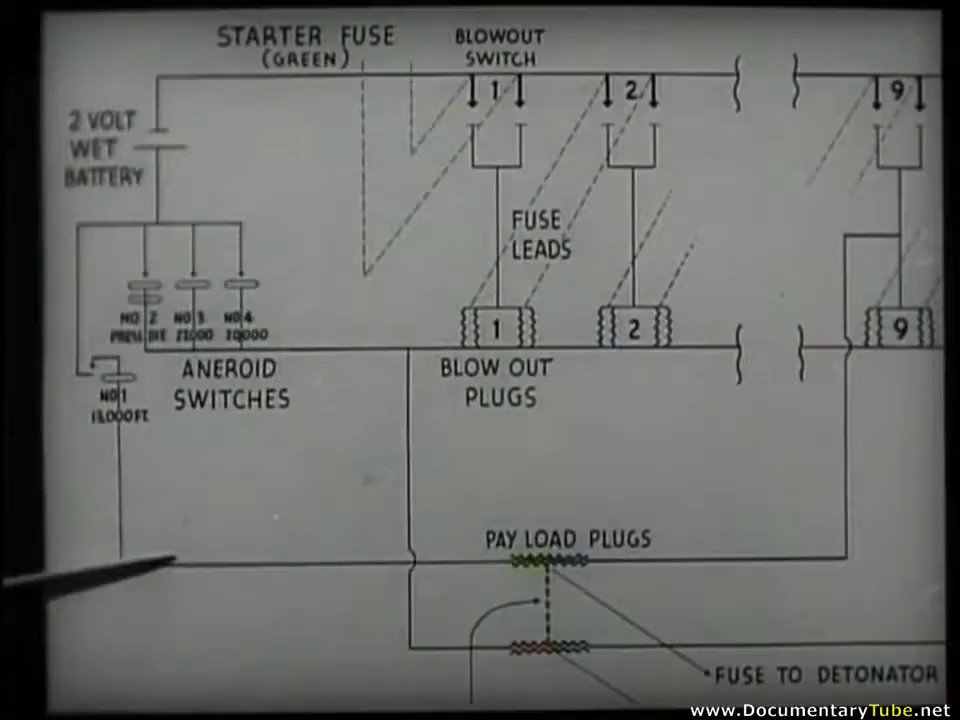 STARTER FUSE
(GREEN)
BLOWOUT
SWITCH
1
2
9
2 VOLT
WET
BATTERY
FUSE
LEADS
NO 2
NO 3
NO 4
1
2
9
ANEROID
SWITCHES
BLOW OUT
PLUGS
NO 1
PAY LOAD PLUGS
FUSE TO DETONATOR
www.DocumentaryTube.net